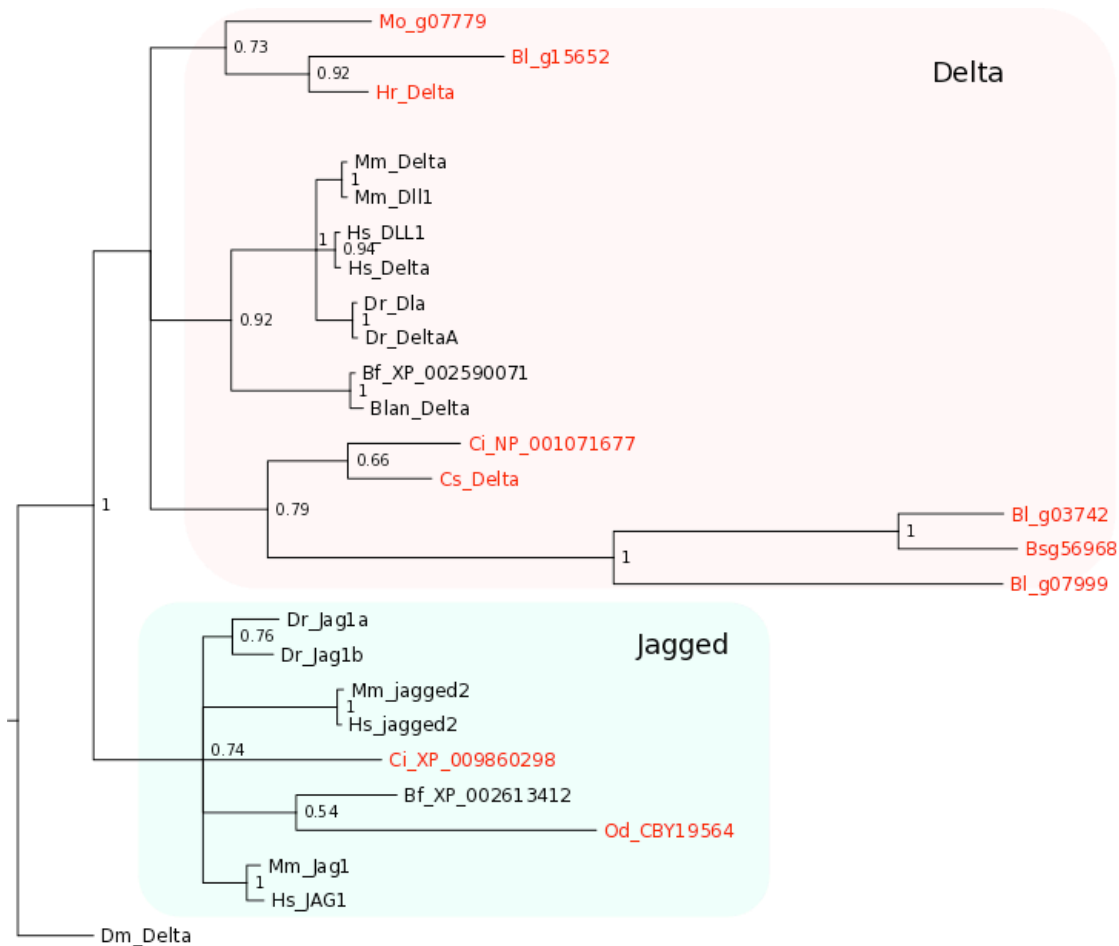 Mo_g07779
0.73
Bl_g15652
0.92
Delta
Hr_Delta
Mm_Delta
1
Mm_Dll1
Hs_DLL1
1
0.94
Hs_Delta
Dr_Dla
0.92
1
Dr_DeltaA
Bf_XP_002590071
1
Blan_Delta
Ci_NP_001071677
0.66
Cs_Delta
1
0.79
Bl_g03742
1
Bsg56968
1
Bl_g07999
Dr_Jag1a
0.76
Jagged
Dr_Jag1b
Mm_jagged2
1
Hs_jagged2
0.74
Ci_XP_009860298
Bf_XP_002613412
0.54
Od_CBY19564
Mm_Jag1
1
Hs_JAG1
Dm_Delta